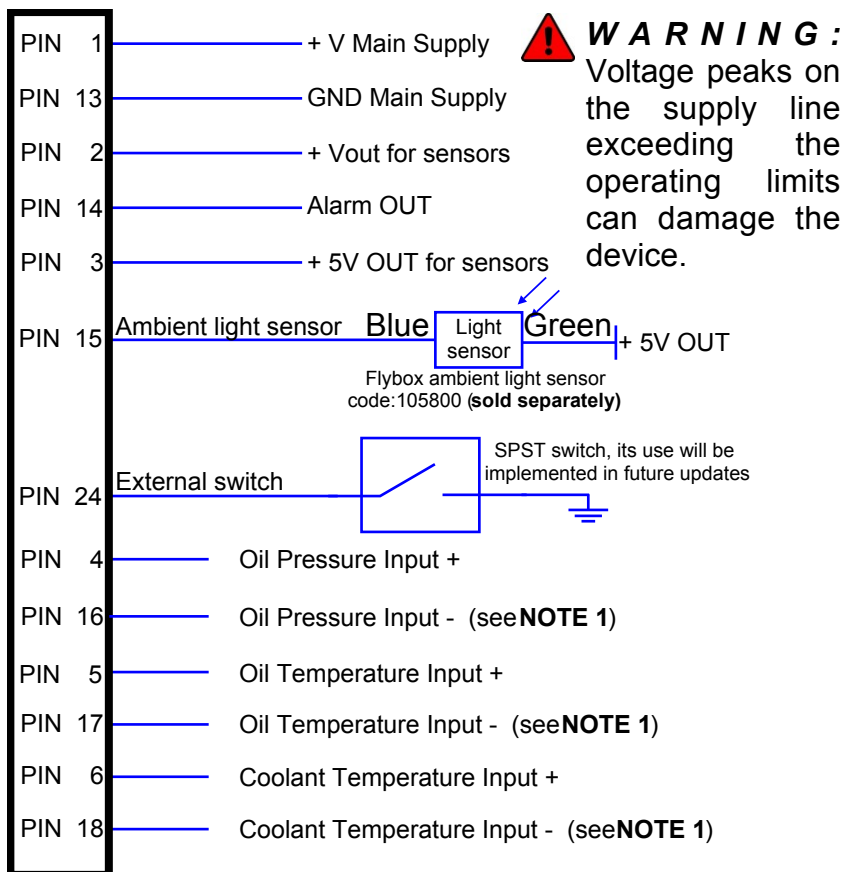 PIN 1 + V Main Supply
PIN 13 GND Main Supply
PIN 2 + Vout for sensors
PIN 14 Alarm OUT
PIN 3 + 5V OUT for sensors
WARNING:
Voltage peaks on
the supply line
exceeding the
operating limits
can damage the
device.
PIN 15 Ambient light sensor Blue Light sensor Green + 5V OUT
Flybox ambient light sensor
code:105800 (sold separately)
SPST switch, its use will be
implemented in future updates
PIN 24 External switch
PIN 4 Oil Pressure Input +
PIN 16 Oil Pressure Input - (see NOTE 1)
PIN 5 Oil Temperature Input +
PIN 17 Oil Temperature Input - (see NOTE 1)
PIN 6 Coolant Temperature Input +
PIN 18 Coolant Temperature Input - (see NOTE 1)